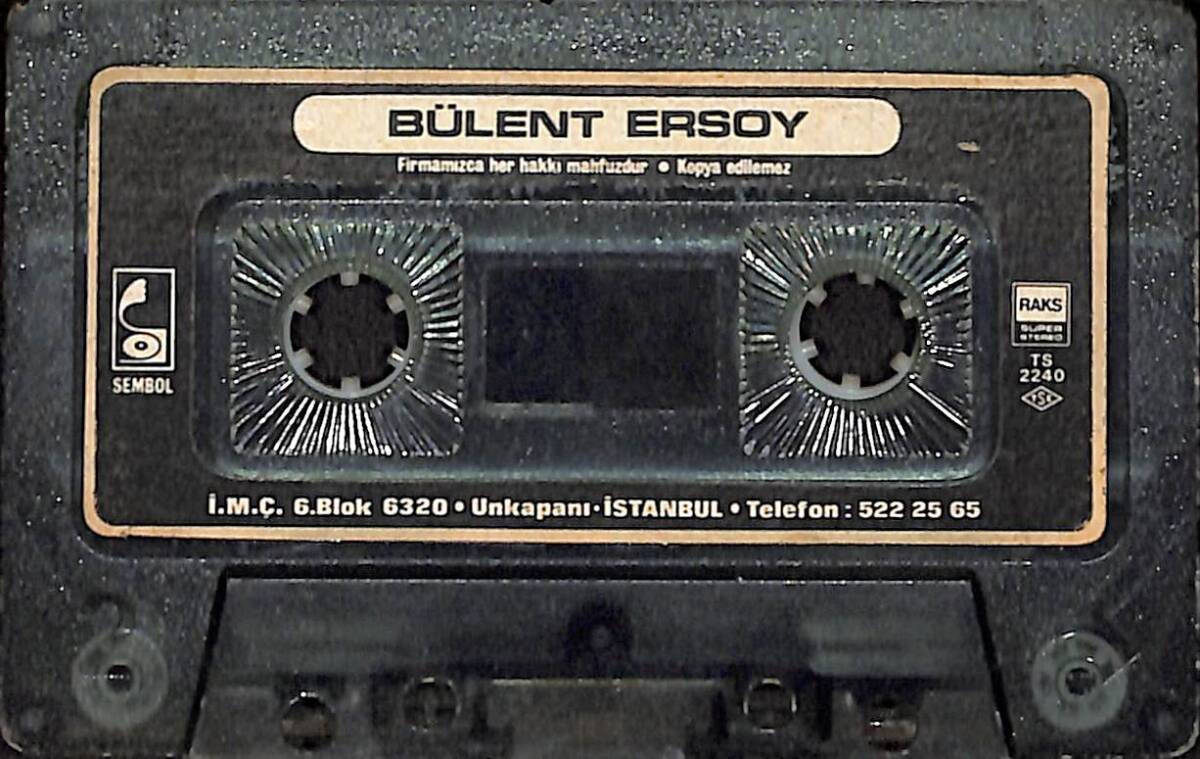 BÜLENT ERSOY
Firmamızca her hakkı mahfuzdur • Kopya edilemez
SEMBOL
RAKS
SUPER
STEREO
TS
2240
İ.M.Ç. 6.Blok 6320 • Unkapanı·İSTANBUL • Telefon : 522 25 65